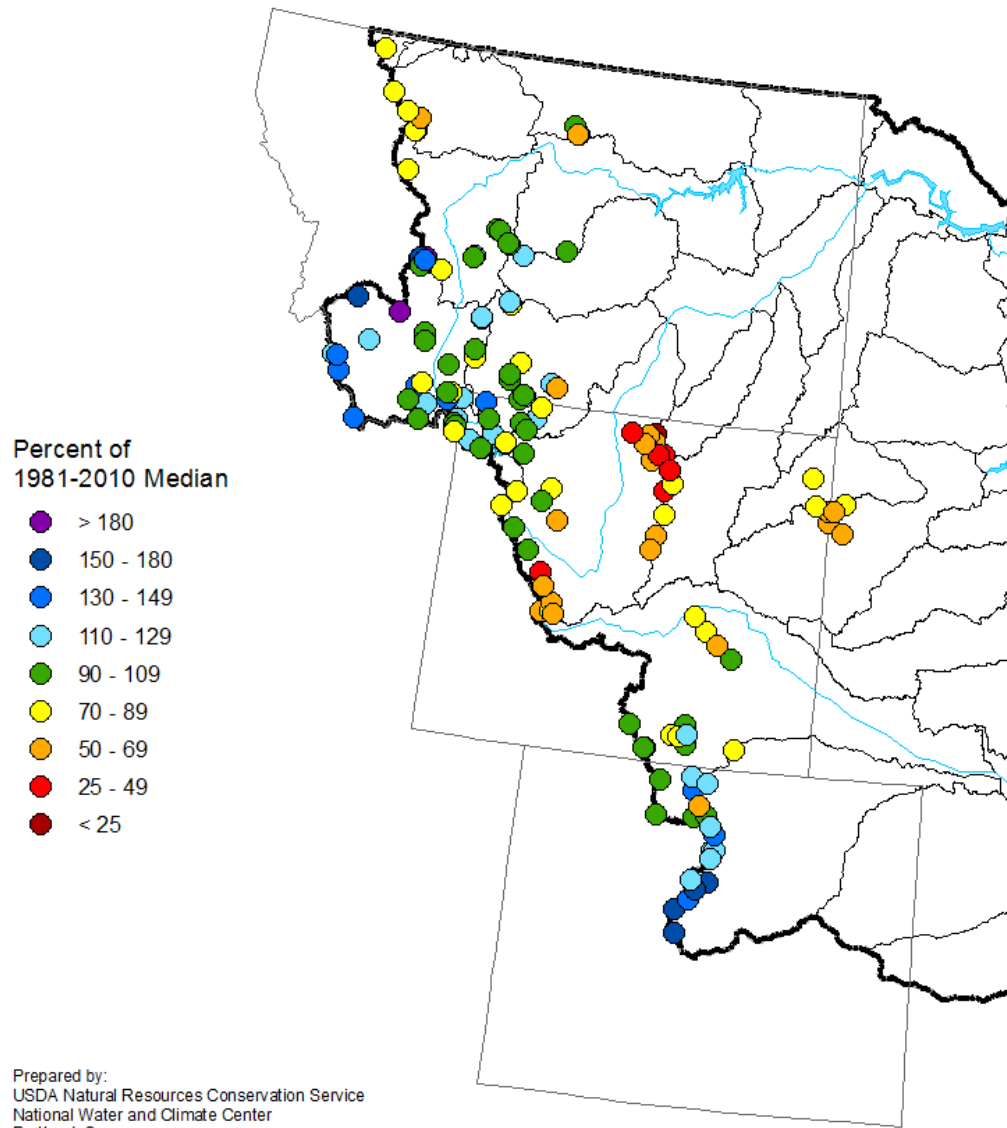 Percent of
1981-2010 Median
> 180
150 - 180
130 - 149
110 - 129
90 - 109
70 - 89
50 - 69
25 - 49
< 25
Prepared by:
USDA Natural Resources Conservation Service
National Water and Climate Center